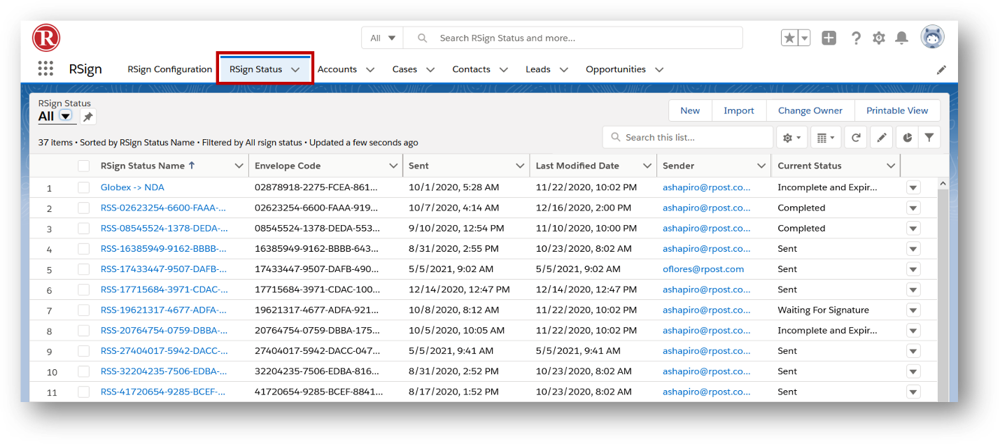 R
All Search RSign Status and more...
RSign RSign Configuration RSign Status Accounts Cases Contacts Leads Opportunities
RSign Status
All
New Import Change Owner Printable View
37 items • Sorted by RSign Status Name • Filtered by All rsign status • Updated a few seconds ago
Search this list...
RSign Status Name Envelope Code Sent Last Modified Date Sender Current Status
1 Globex -> NDA 02878918-2275-FCEA-861... 10/1/2020, 5:28 AM 11/22/2020, 10:02 PM ashapiro@rpost.co... Incomplete and Expir...
2 RSS-02623254-6600-FAAA-... 02623254-6600-FAAA-919... 10/7/2020, 4:14 AM 12/16/2020, 2:00 PM ashapiro@rpost.co... Completed
3 RSS-08545524-1378-DEDA-... 08545524-1378-DEDA-553... 9/10/2020, 12:54 PM 11/10/2020, 10:00 PM ashapiro@rpost.co... Completed
4 RSS-16385949-9162-BBBB-... 16385949-9162-BBBB-643... 8/31/2020, 2:55 PM 10/23/2020, 8:02 AM ashapiro@rpost.co... Sent
5 RSS-17433447-9507-DAFB-... 17433447-9507-DAFB-490... 5/5/2021, 9:02 AM 5/5/2021, 9:02 AM oflores@rpost.com Sent
6 RSS-17715684-3971-CDAC-... 17715684-3971-CDAC-100... 12/14/2020, 12:47 PM 12/14/2020, 12:47 PM ashapiro@rpost.co... Sent
7 RSS-19621317-4677-ADFA-... 19621317-4677-ADFA-921... 10/8/2020, 8:12 AM 11/22/2020, 10:02 PM ashapiro@rpost.co... Waiting For Signature
8 RSS-20764754-0759-DBBA-... 20764754-0759-DBBA-175... 10/5/2020, 10:05 AM 11/22/2020, 10:02 PM ashapiro@rpost.co... Incomplete and Expir...
9 RSS-27404017-5942-DACC-... 27404017-5942-DACC-047... 5/5/2021, 9:41 AM 5/5/2021, 9:41 AM ashapiro@rpost.co... Sent
10 RSS-32204235-7506-EDBA-... 32204235-7506-EDBA-816... 8/31/2020, 2:52 PM 10/23/2020, 8:02 AM ashapiro@rpost.co... Sent
11 RSS-41720654-9285-BCEF-... 41720654-9285-BCEF-8841... 8/17/2020, 1:52 PM 10/23/2020, 8:02 AM ashapiro@rpost.co... Sent